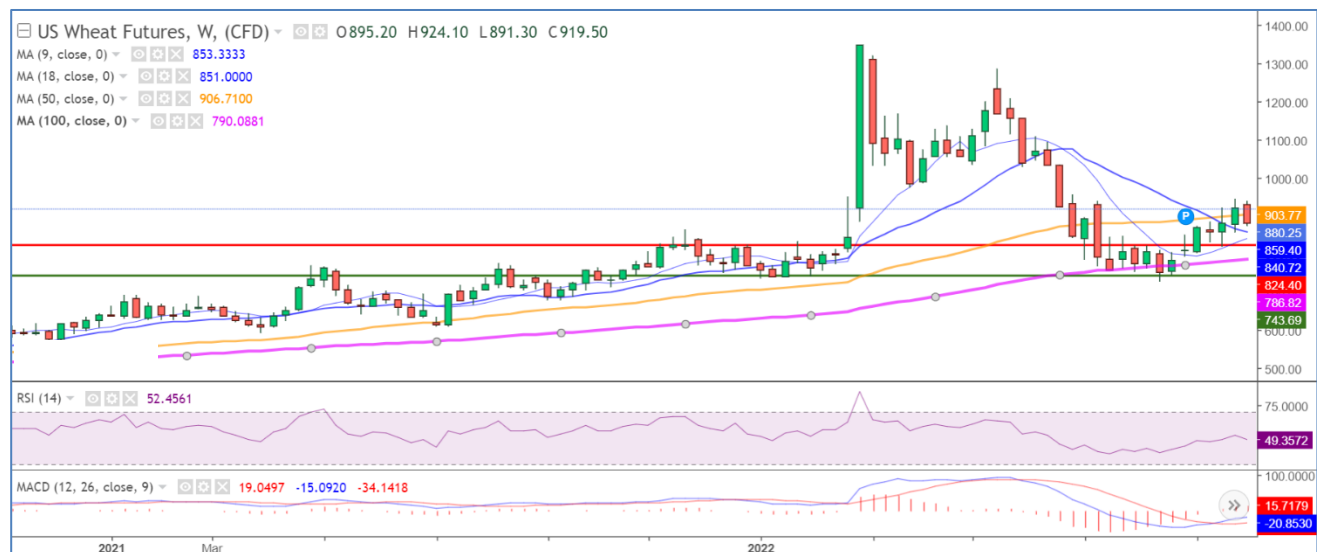 US Wheat Futures, W, (CFD) O895.20 H924.10 L891.30 C919.50
MA (9, close, 0) 853.3333
MA (18, close, 0) 851.0000
MA (50, close, 0) 906.7100
MA (100, close, 0) 790.0881
P
1400.00
1300.00
1200.00
1100.00
1000.00
903.77
880.25
859.40
840.72
824.40
786.82
743.69
600.00
500.00
RSI (14) 52.4561
75.0000
49.3572
MACD (12, 26, close, 9) 19.0497 -15.0920 -34.1418
100.0000
15.7179
-20.8530
2021 Mar 2022